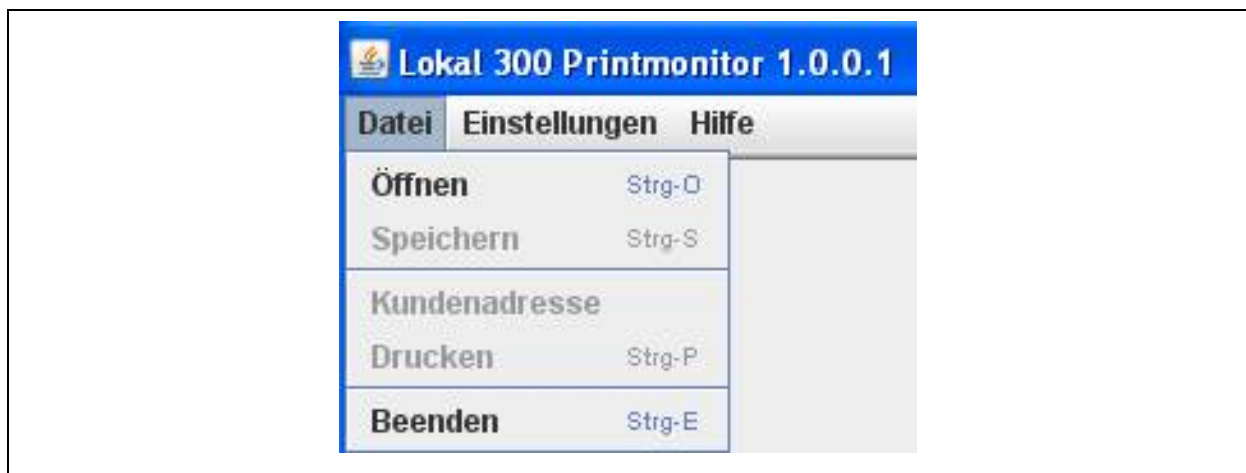 Lokal 300 Printmonitor 1.0.0.1
Datei Einstellungen Hilfe
Öffnen Strg-O
Speichern Strg-S
Kundenadresse
Drucken Strg-P
Beenden Strg-E